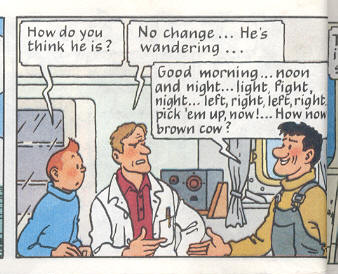 How do you
think he is?
No change... He's
wandering ...
Good morning...noon
and night...light, fight,
night...left, right, left, right,
pick 'em up, now!... How now
brown cow?